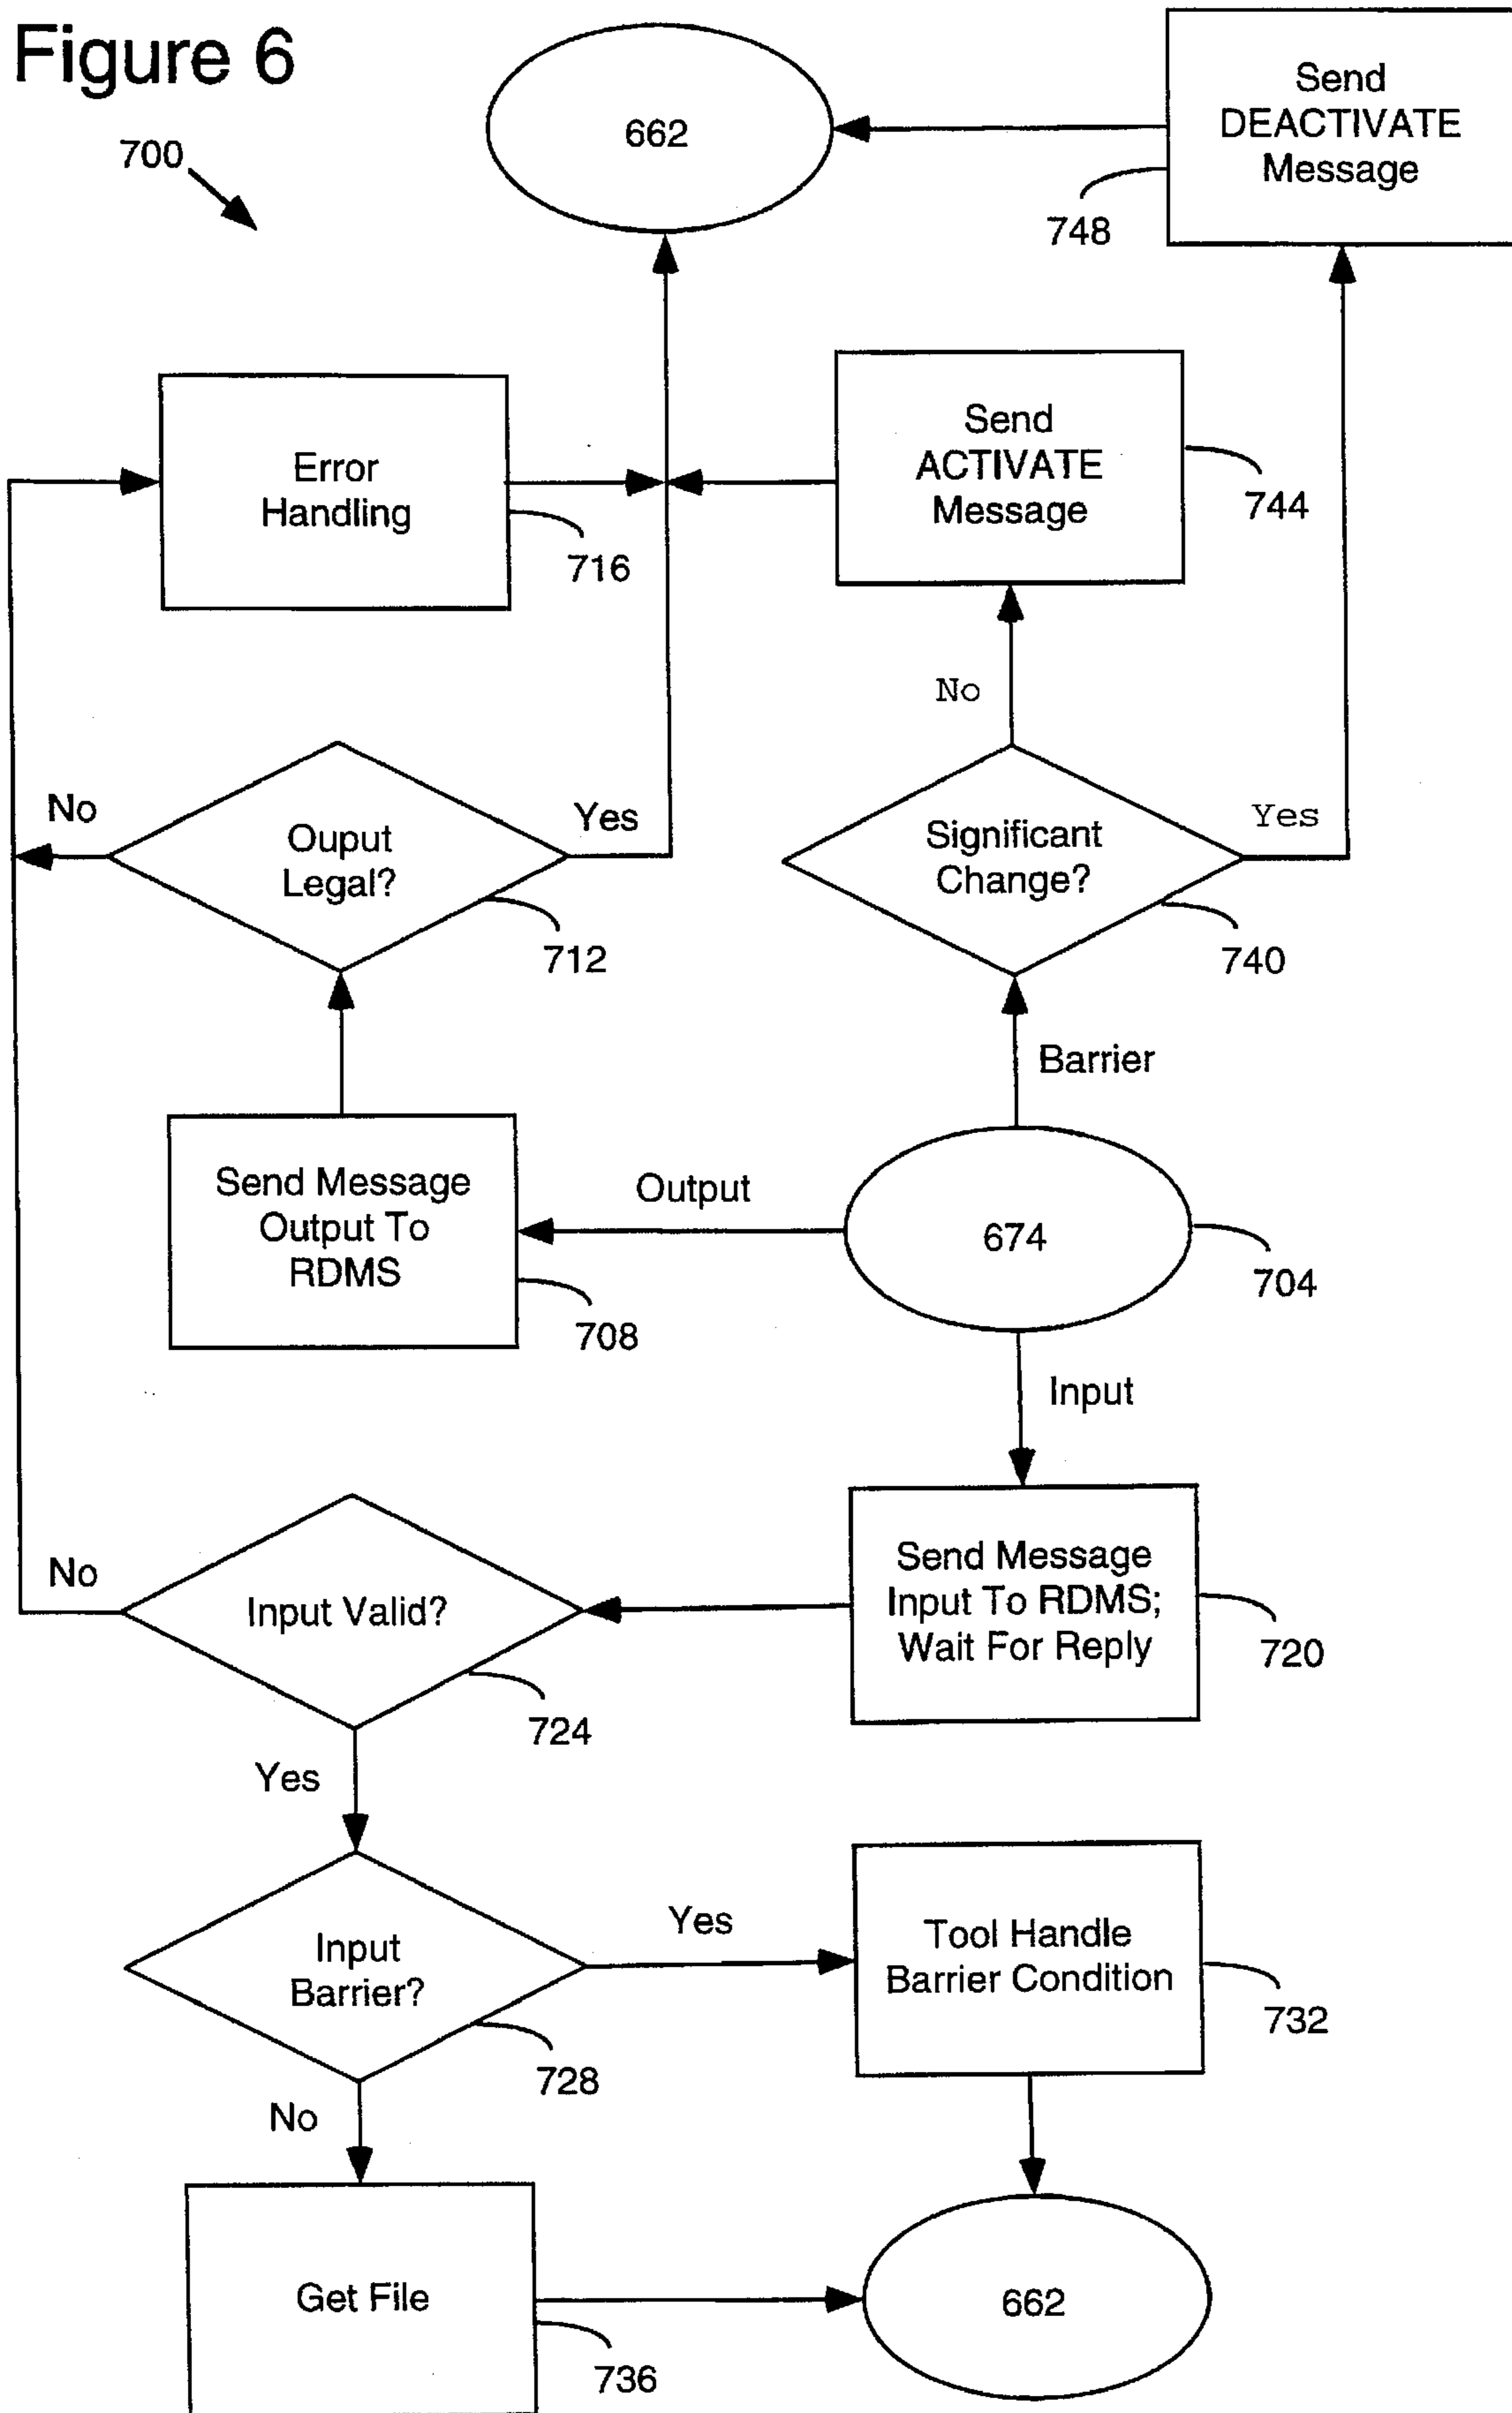 Figure 6
700
662
Send
DEACTIVATE
Message
748
Error
Handling
716
Send
ACTIVATE
Message
744
No
No
Ouput
Legal?
Yes
712
Significant
Change?
Yes
740
Barrier
Send Message
Output To
RDMS
708
Output
674
704
Input
No
Input Valid?
724
Send Message
Input To RDMS;
Wait For Reply
720
Yes
Input
Barrier?
Yes
728
Tool Handle
Barrier Condition
732
No
Get File
736
662